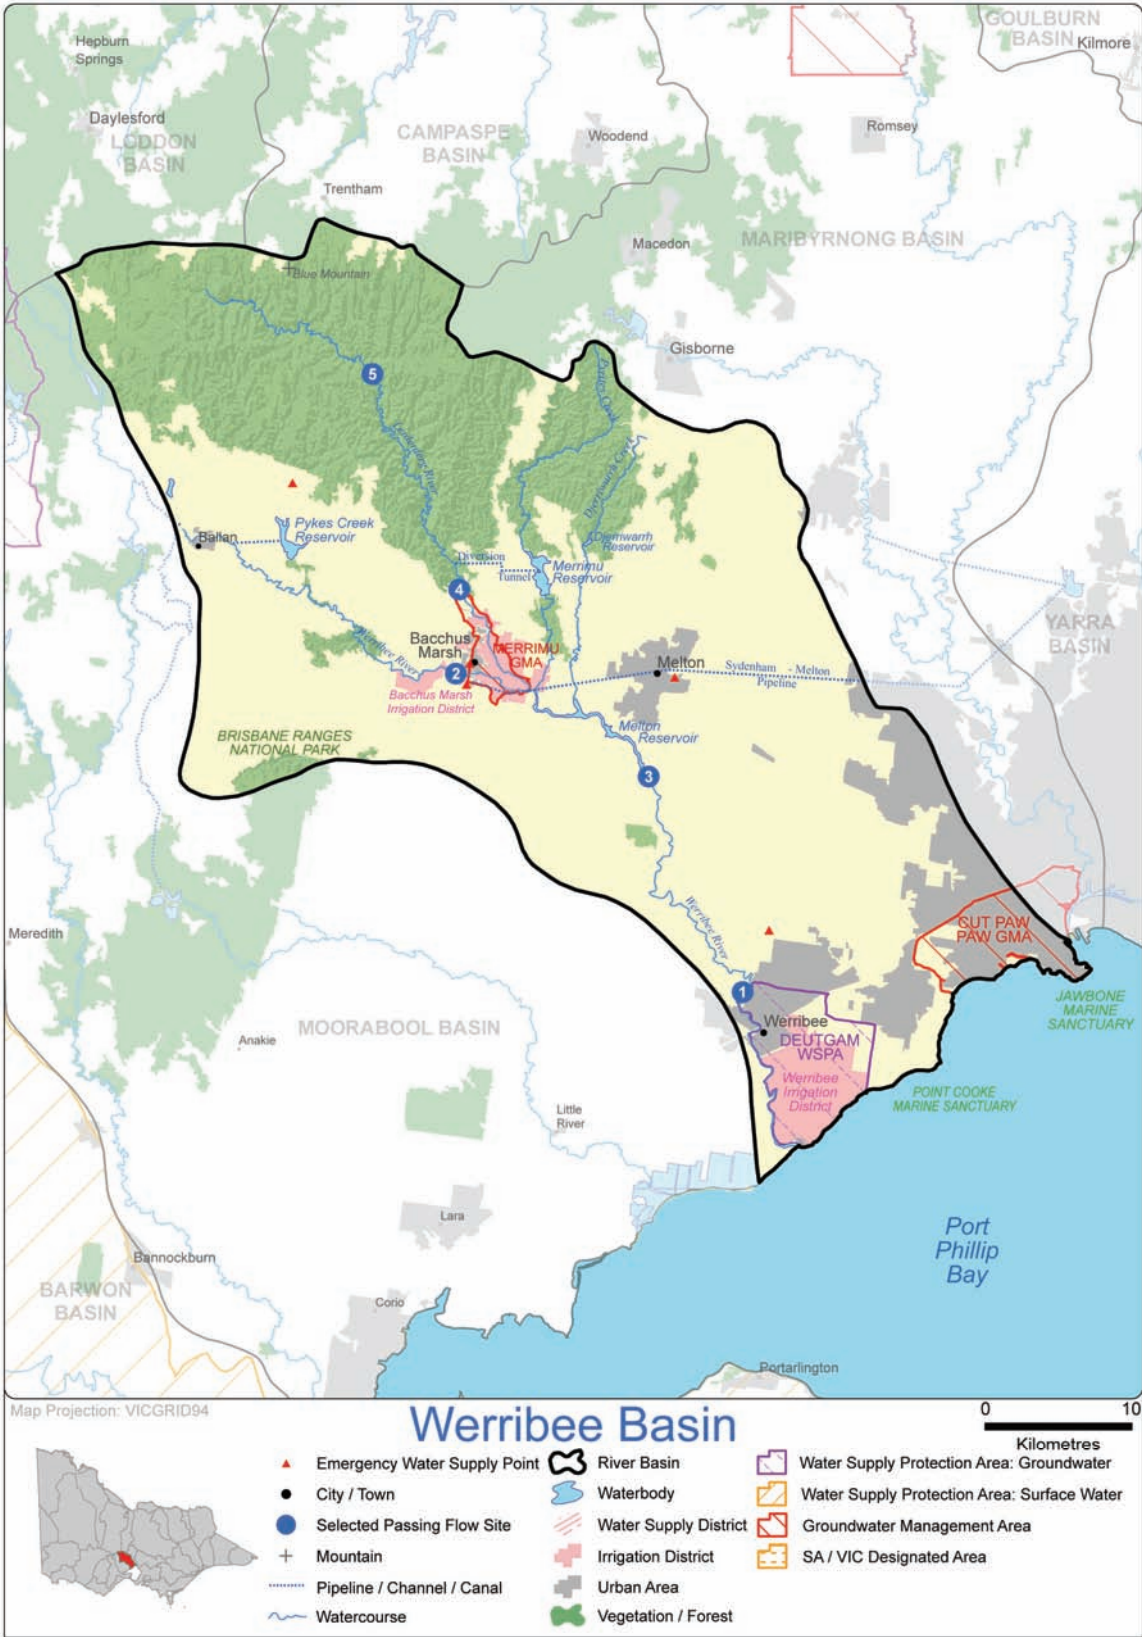 GOULBURN
BASIN
Kilmore
Hepburn
Springs
Daylesford
LODDON
BASIN
CAMPASPE
BASIN
Woodend
Romsey
Trentham
Macedon
MARIBYRNONG BASIN
Blue Mountain
Gisborne
5
Pyrites Creek
Lerderderg River
Djerriwarrh Creek
Pykes Creek
Reservoir
Ballan
Djerriwarrh
Reservoir
Diversion
Tunnel
Merrimu
Reservoir
4
YARRA
BASIN
Werribee River
Bacchus
Marsh
MERRIMU
GMA
2
Melton
Sydenham - Melton
Pipeline
Bacchus Marsh
Irrigation District
Melton
Reservoir
BRISBANE RANGES
NATIONAL PARK
3
Werribee River
CUT PAW
PAW GMA
Meredith
1
JAWBONE
MARINE
SANCTUARY
Werribee
MOORABOOL BASIN
DEUTGAM
WSPA
Anakie
Werribee
Irrigation
District
POINT COOKE
MARINE SANCTUARY
Little
River
Lara
Port
Phillip
Bay
Bannockburn
BARWON
BASIN
Corio
Portarlington
Map Projection: VICGRID94
Werribee Basin
0 10
Kilometres
Emergency Water Supply Point
City / Town
Selected Passing Flow Site
Mountain
Pipeline / Channel / Canal
Watercourse
River Basin
Waterbody
Water Supply District
Irrigation District
Urban Area
Vegetation / Forest
Water Supply Protection Area: Groundwater
Water Supply Protection Area: Surface Water
Groundwater Management Area
SA / VIC Designated Area